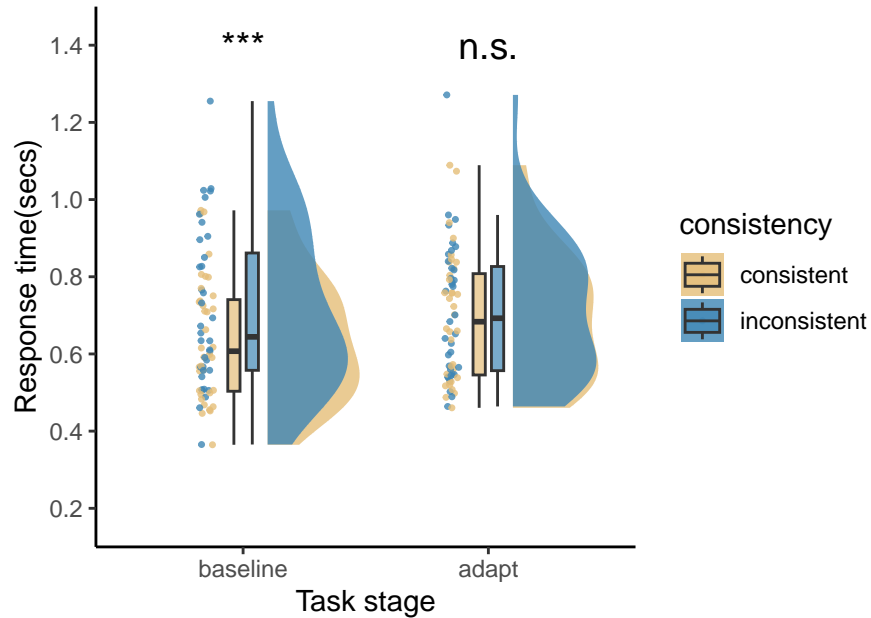 1.4
1.2
1.0
0.8
0.6
0.4
0.2
Response time(secs)
***
n.s.
baseline
adapt
Task stage
consistency
consistent
inconsistent